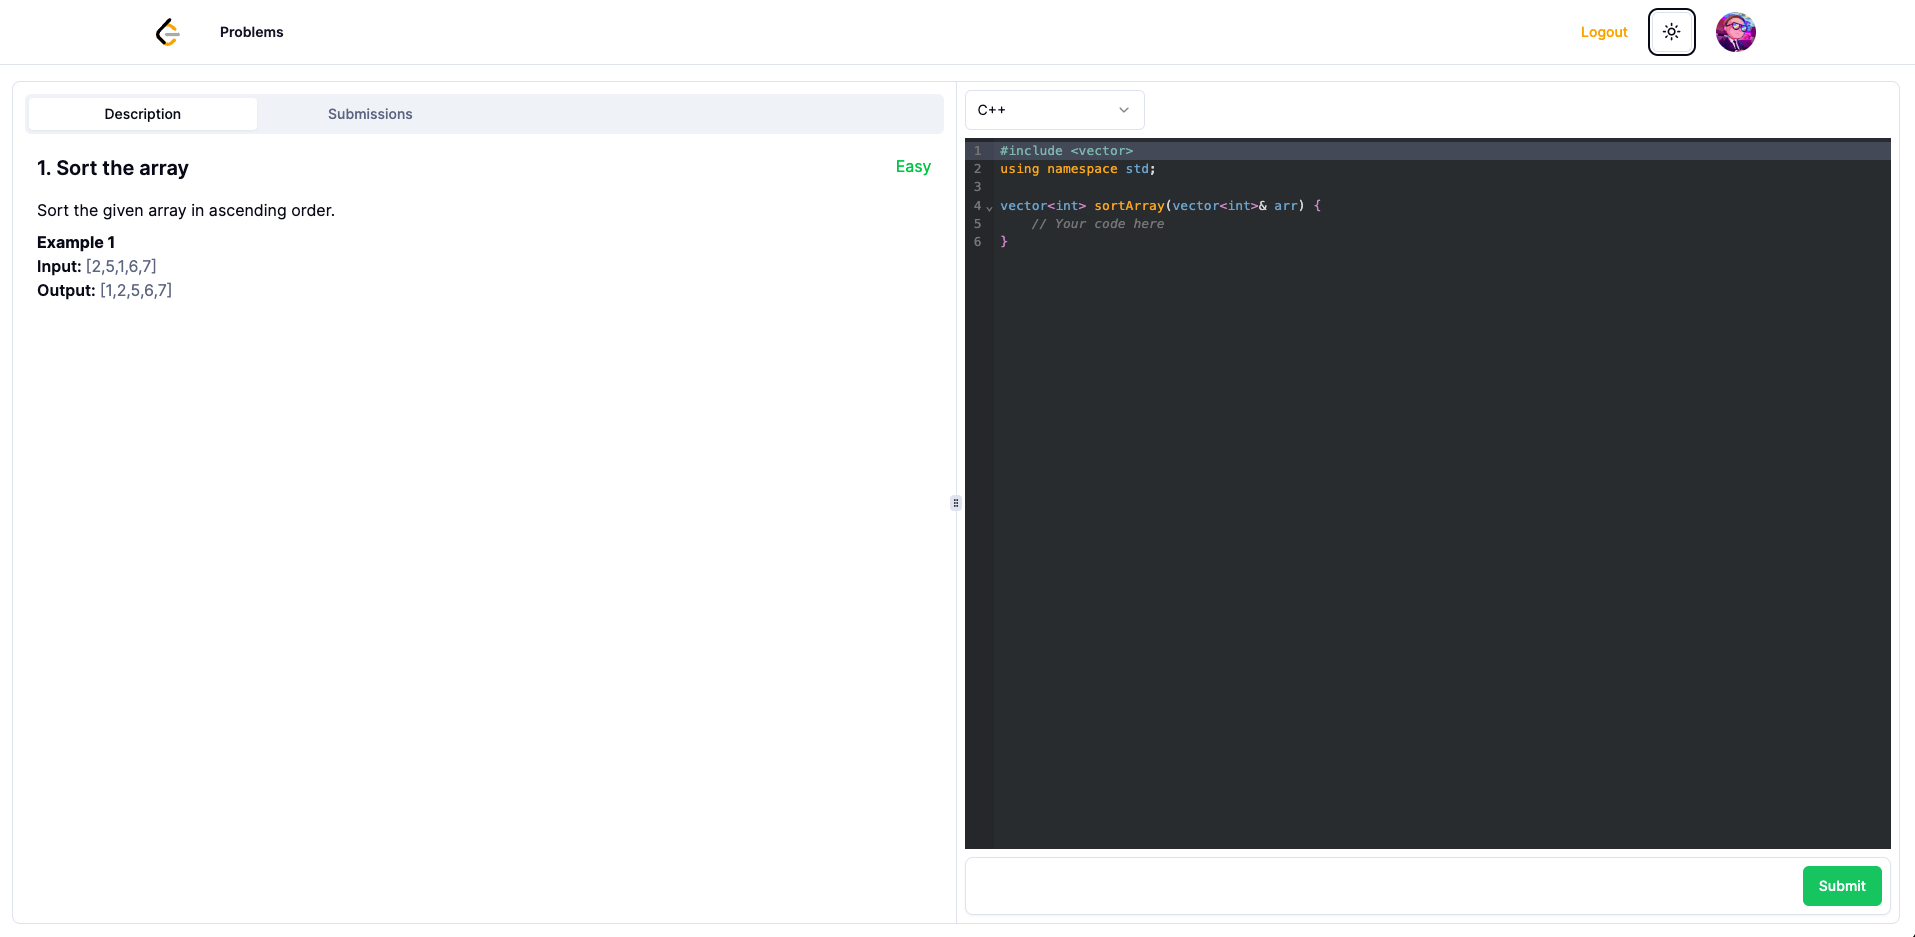 Problems
Logout
Description
Submissions
1. Sort the array
Easy
Sort the given array in ascending order.
Example 1
Input: [2,5,1,6,7]
Output: [1,2,5,6,7]
C++
1 #include <vector>
2 using namespace std;
3
4 vector<int> sortArray(vector<int>& arr) {
5     // Your code here
6 }
Submit